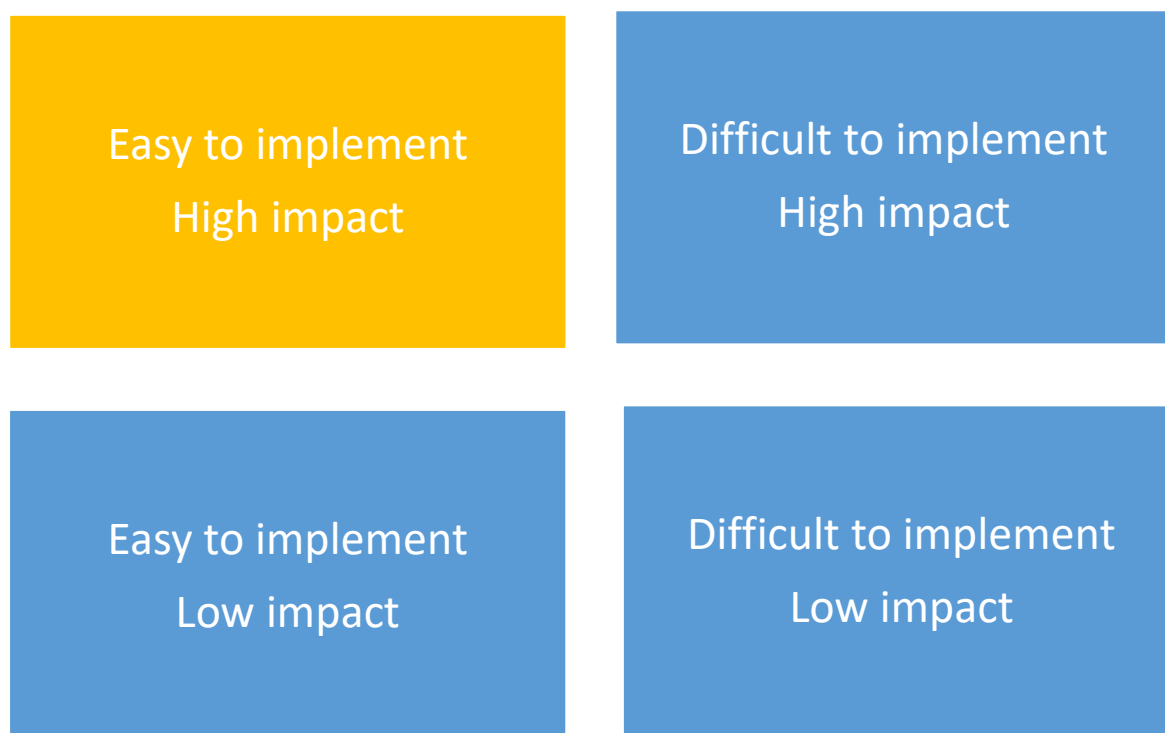 Easy to implement
High impact
Difficult to implement
High impact
Easy to implement
Low impact
Difficult to implement
Low impact